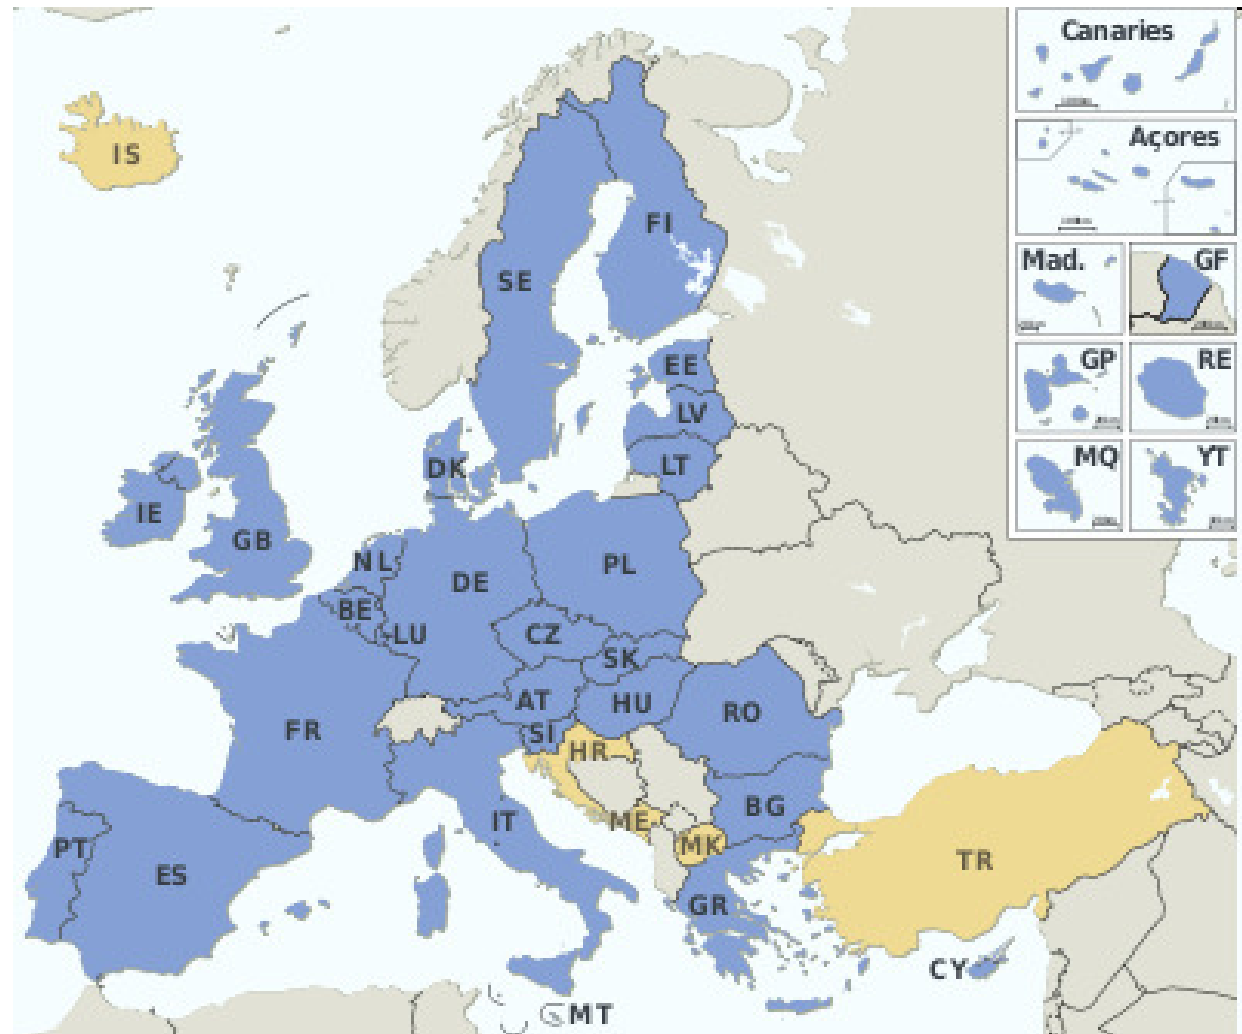 Canaries
Açores
IS
FI
SE
Mad.
GF
GP
RE
EE
LV
DK
LT
MQ
YT
IE
GB
NL
DE
PL
BE
LU
CZ
SK
AT
HU
RO
FR
SI
HR
IT
ME
BG
MK
PT
ES
TR
GR
CY
MT